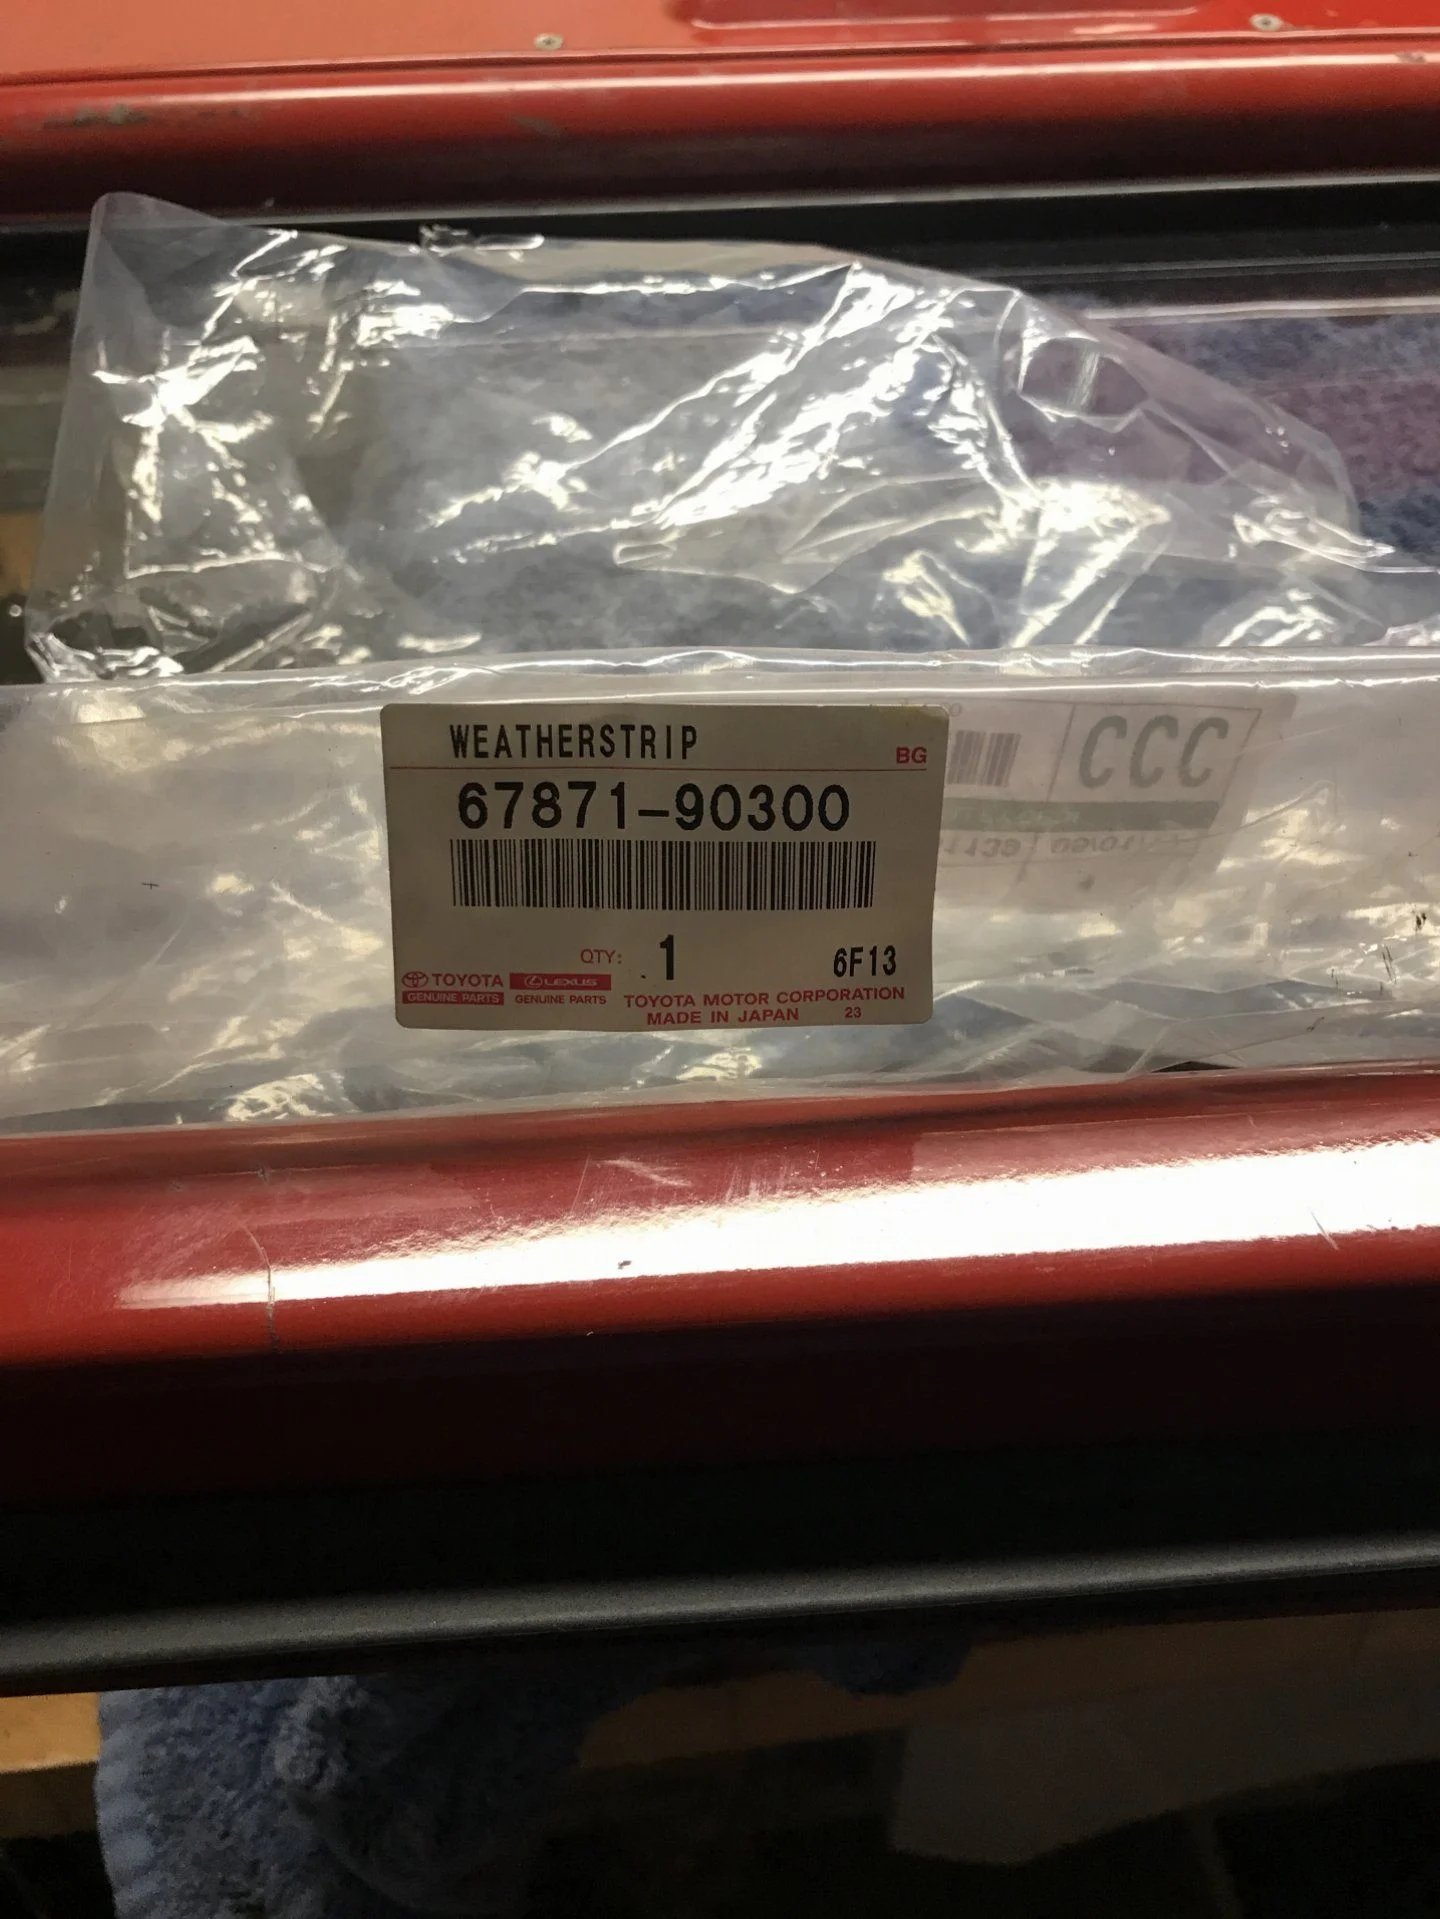 WEATHERSTRIP
BG
67871-90300
QTY: 1
6F13
TOYOTA
GENUINE PARTS
LEXUS
GENUINE PARTS
TOYOTA MOTOR CORPORATION
MADE IN JAPAN 23
CCC